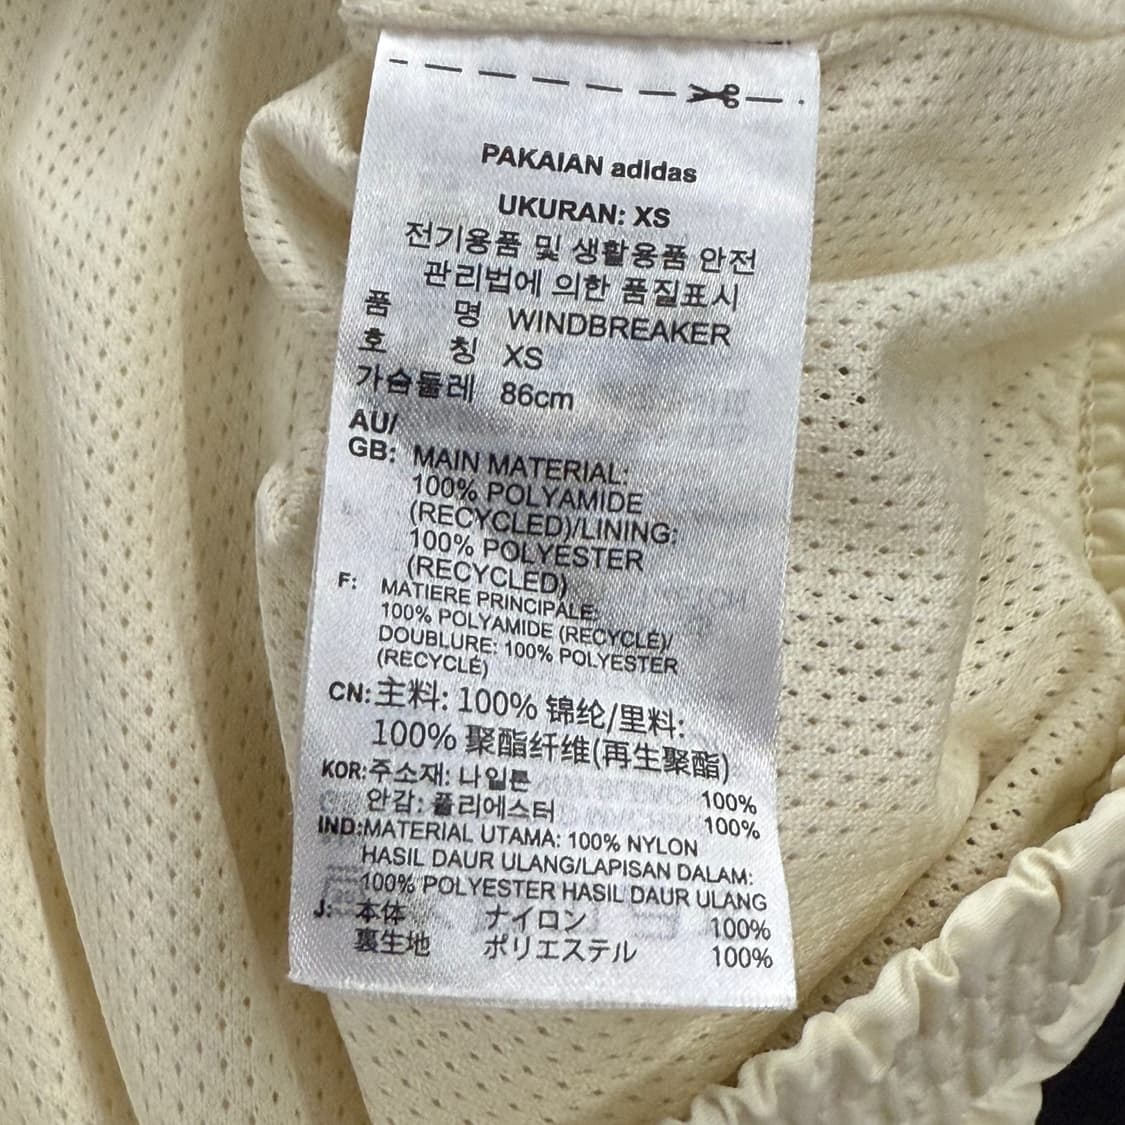 PAKAIAN adidas
UKURAN: XS
전기용품 및 생활용품 안전
관리법에 의한 품질표시
품 명 WINDBREAKER
호 칭 XS
가슴둘레 86cm
AU/
GB: MAIN MATERIAL:
100% POLYAMIDE
(RECYCLED)/LINING:
100% POLYESTER
(RECYCLED)
F: MATIERE PRINCIPALE:
100% POLYAMIDE (RECYCLÉ)/
DOUBLURE: 100% POLYESTER
(RECYCLÉ)
CN: 主料: 100% 锦纶/里料:
100% 聚酯纤维(再生聚酯)
KOR: 주소재: 나일론 100%
안감: 폴리에스터 100%
IND: MATERIAL UTAMA: 100% NYLON
HASIL DAUR ULANG/LAPISAN DALAM:
100% POLYESTER HASIL DAUR ULANG
J: 本体 ナイロン 100%
裏生地 ポリエステル 100%